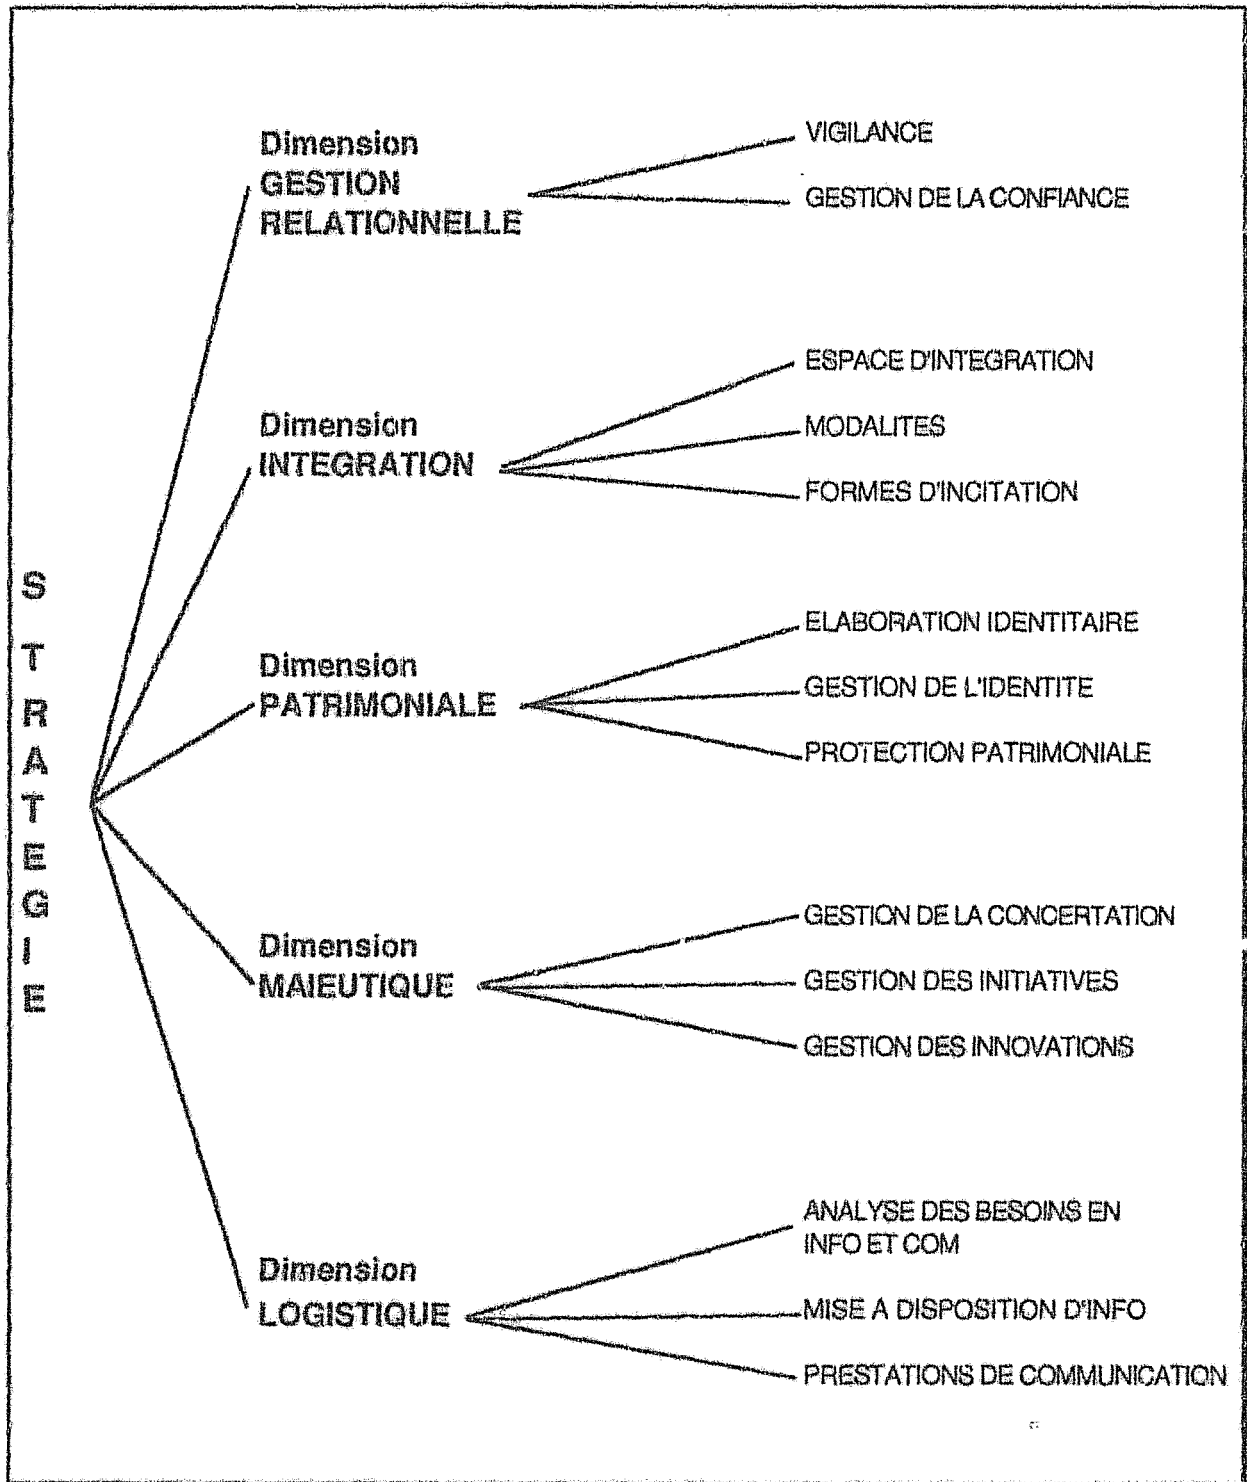 Dimension
GESTION
RELATIONNELLE
VIGILANCE
GESTION DE LA CONFIANCE
Dimension
INTEGRATION
ESPACE D'INTEGRATION
MODALITES
FORMES D'INCITATION
STRATEGIE
Dimension
PATRIMONIALE
ELABORATION IDENTITAIRE
GESTION DE L'IDENTITE
PROTECTION PATRIMONIALE
Dimension
MAIEUTIQUE
GESTION DE LA CONCERTATION
GESTION DES INITIATIVES
GESTION DES INNOVATIONS
Dimension
LOGISTIQUE
ANALYSE DES BESOINS EN
INFO ET COM
MISE A DISPOSITION D'INFO
PRESTATIONS DE COMMUNICATION